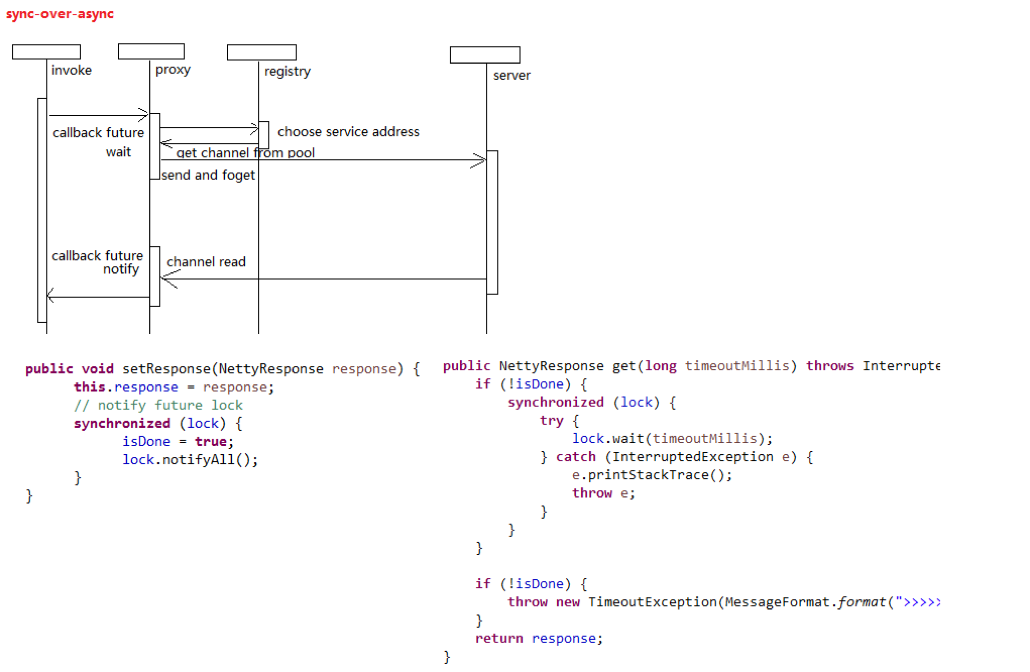 sync-over-async
invoke
proxy
registry
server
callback future
wait
choose service address
get channel from pool
send and foget
callback future
notify
channel read
public void setResponse(NettyResponse response) {
this.response = response;
// notify future lock
synchronized (lock) {
isDone = true;
lock.notifyAll();
}
}
public NettyResponse get(long timeoutMillis) throws Interrupte
if (!isDone) {
synchronized (lock) {
try {
lock.wait(timeoutMillis);
} catch (InterruptedException e) {
e.printStackTrace();
throw e;
}
}
}
if (!isDone) {
throw new TimeoutException(MessageFormat.format(">>>>>
}
return response;
}